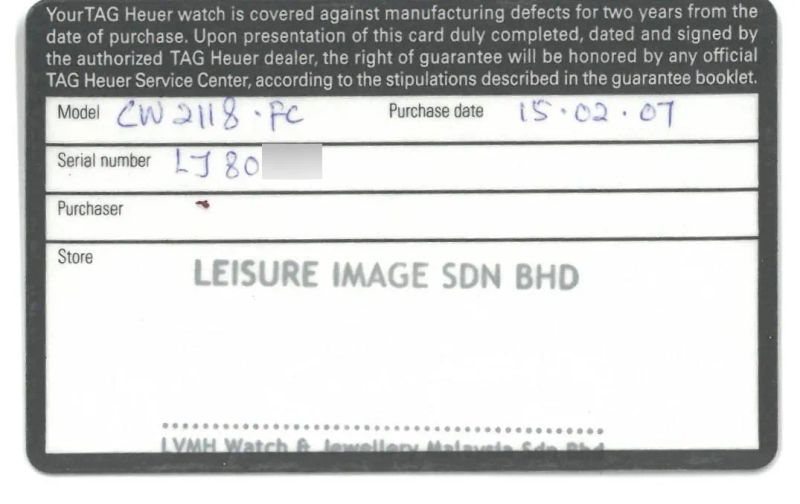 Your TAG Heuer watch is covered against manufacturing defects for two years from the
date of purchase. Upon presentation of this card duly completed, dated and signed by
the authorized TAG Heuer dealer, the right of guarantee will be honored by any official
TAG Heuer Service Center, according to the stipulations described in the guarantee booklet.
Model CW2118.FC Purchase date 15.02.07
Serial number LJ80
Purchaser
Store
LEISURE IMAGE SDN BHD
LVMH Watch & Jewellery Malaysia Sdn Bhd